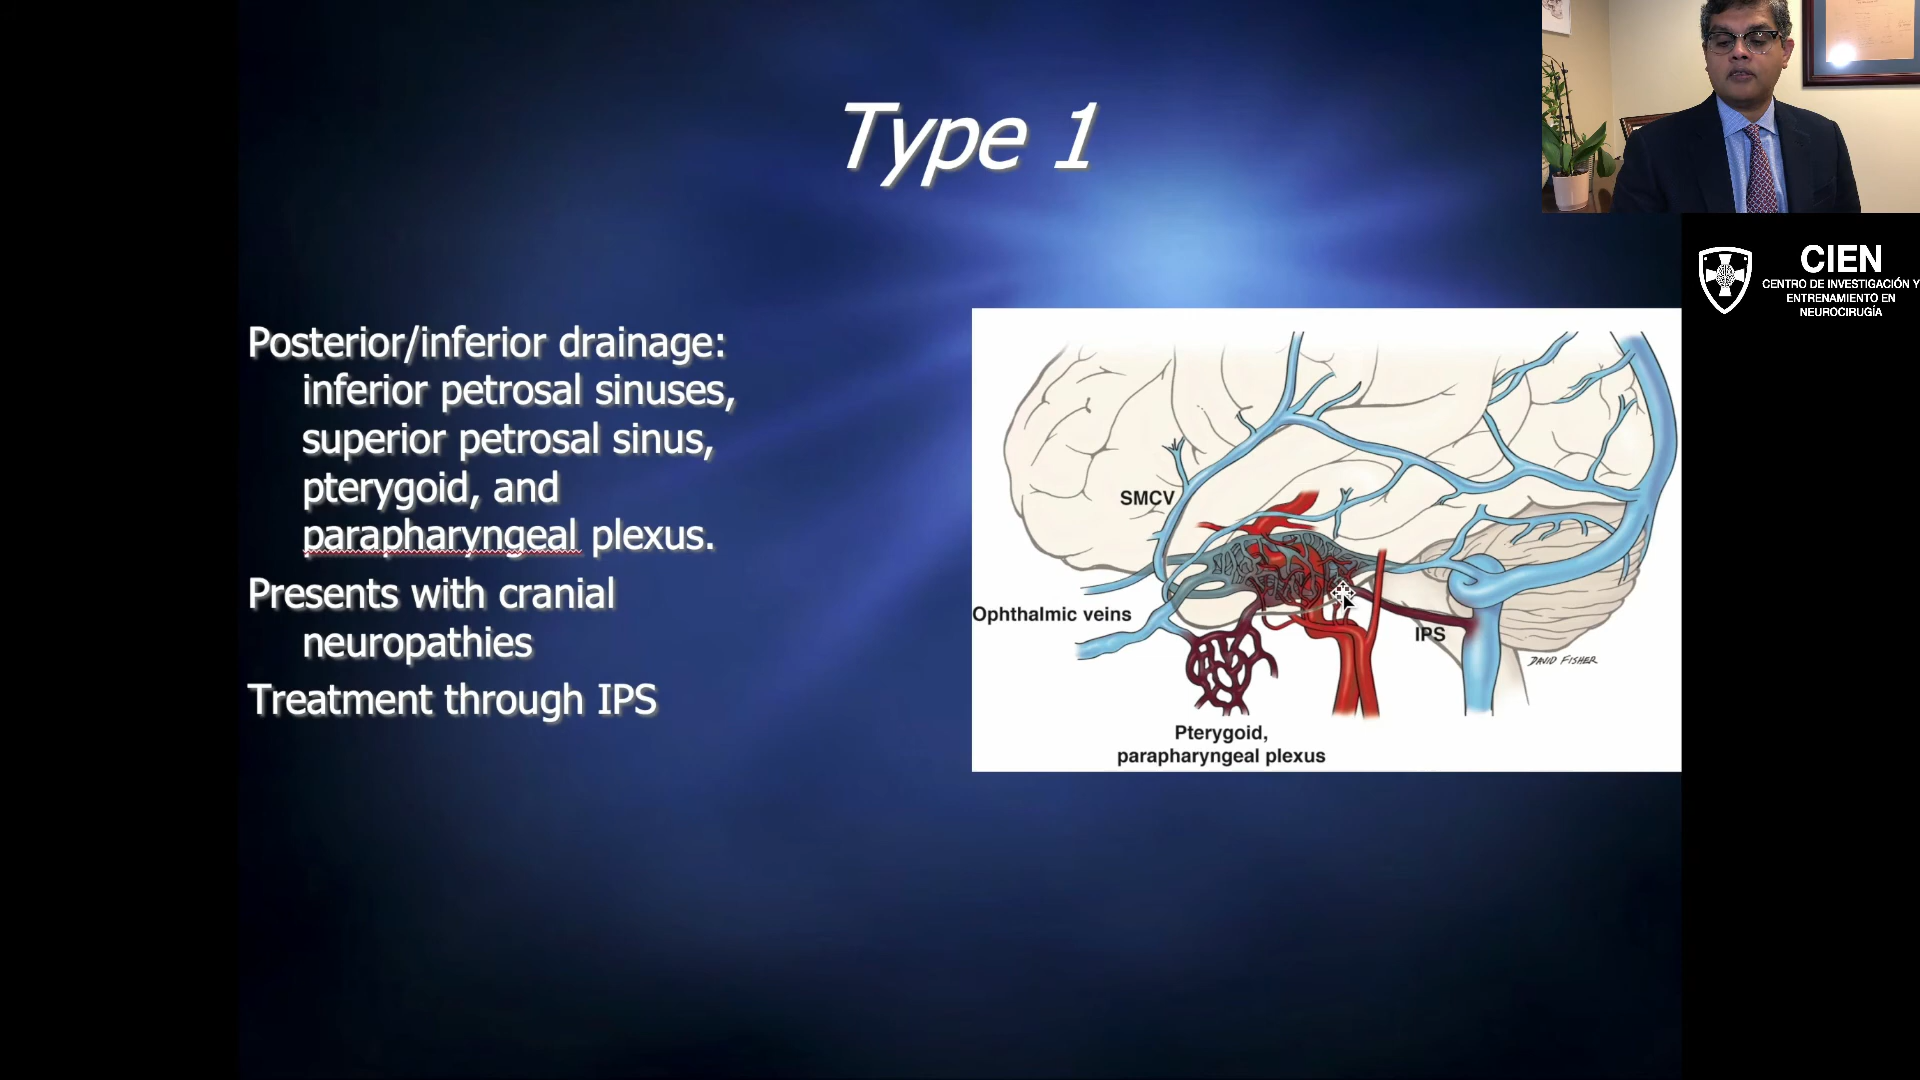 Type 1
Posterior/inferior drainage:
inferior petrosal sinuses,
superior petrosal sinus,
pterygoid, and
parapharyngeal plexus.
Presents with cranial
neuropathies
Treatment through IPS
SMCV
Ophthalmic veins
IPS
DAVID FISHER
Pterygoid,
parapharyngeal plexus
CIEN
CENTRO DE INVESTIGACIÓN Y
ENTRENAMIENTO EN
NEUROCIRUGÍA